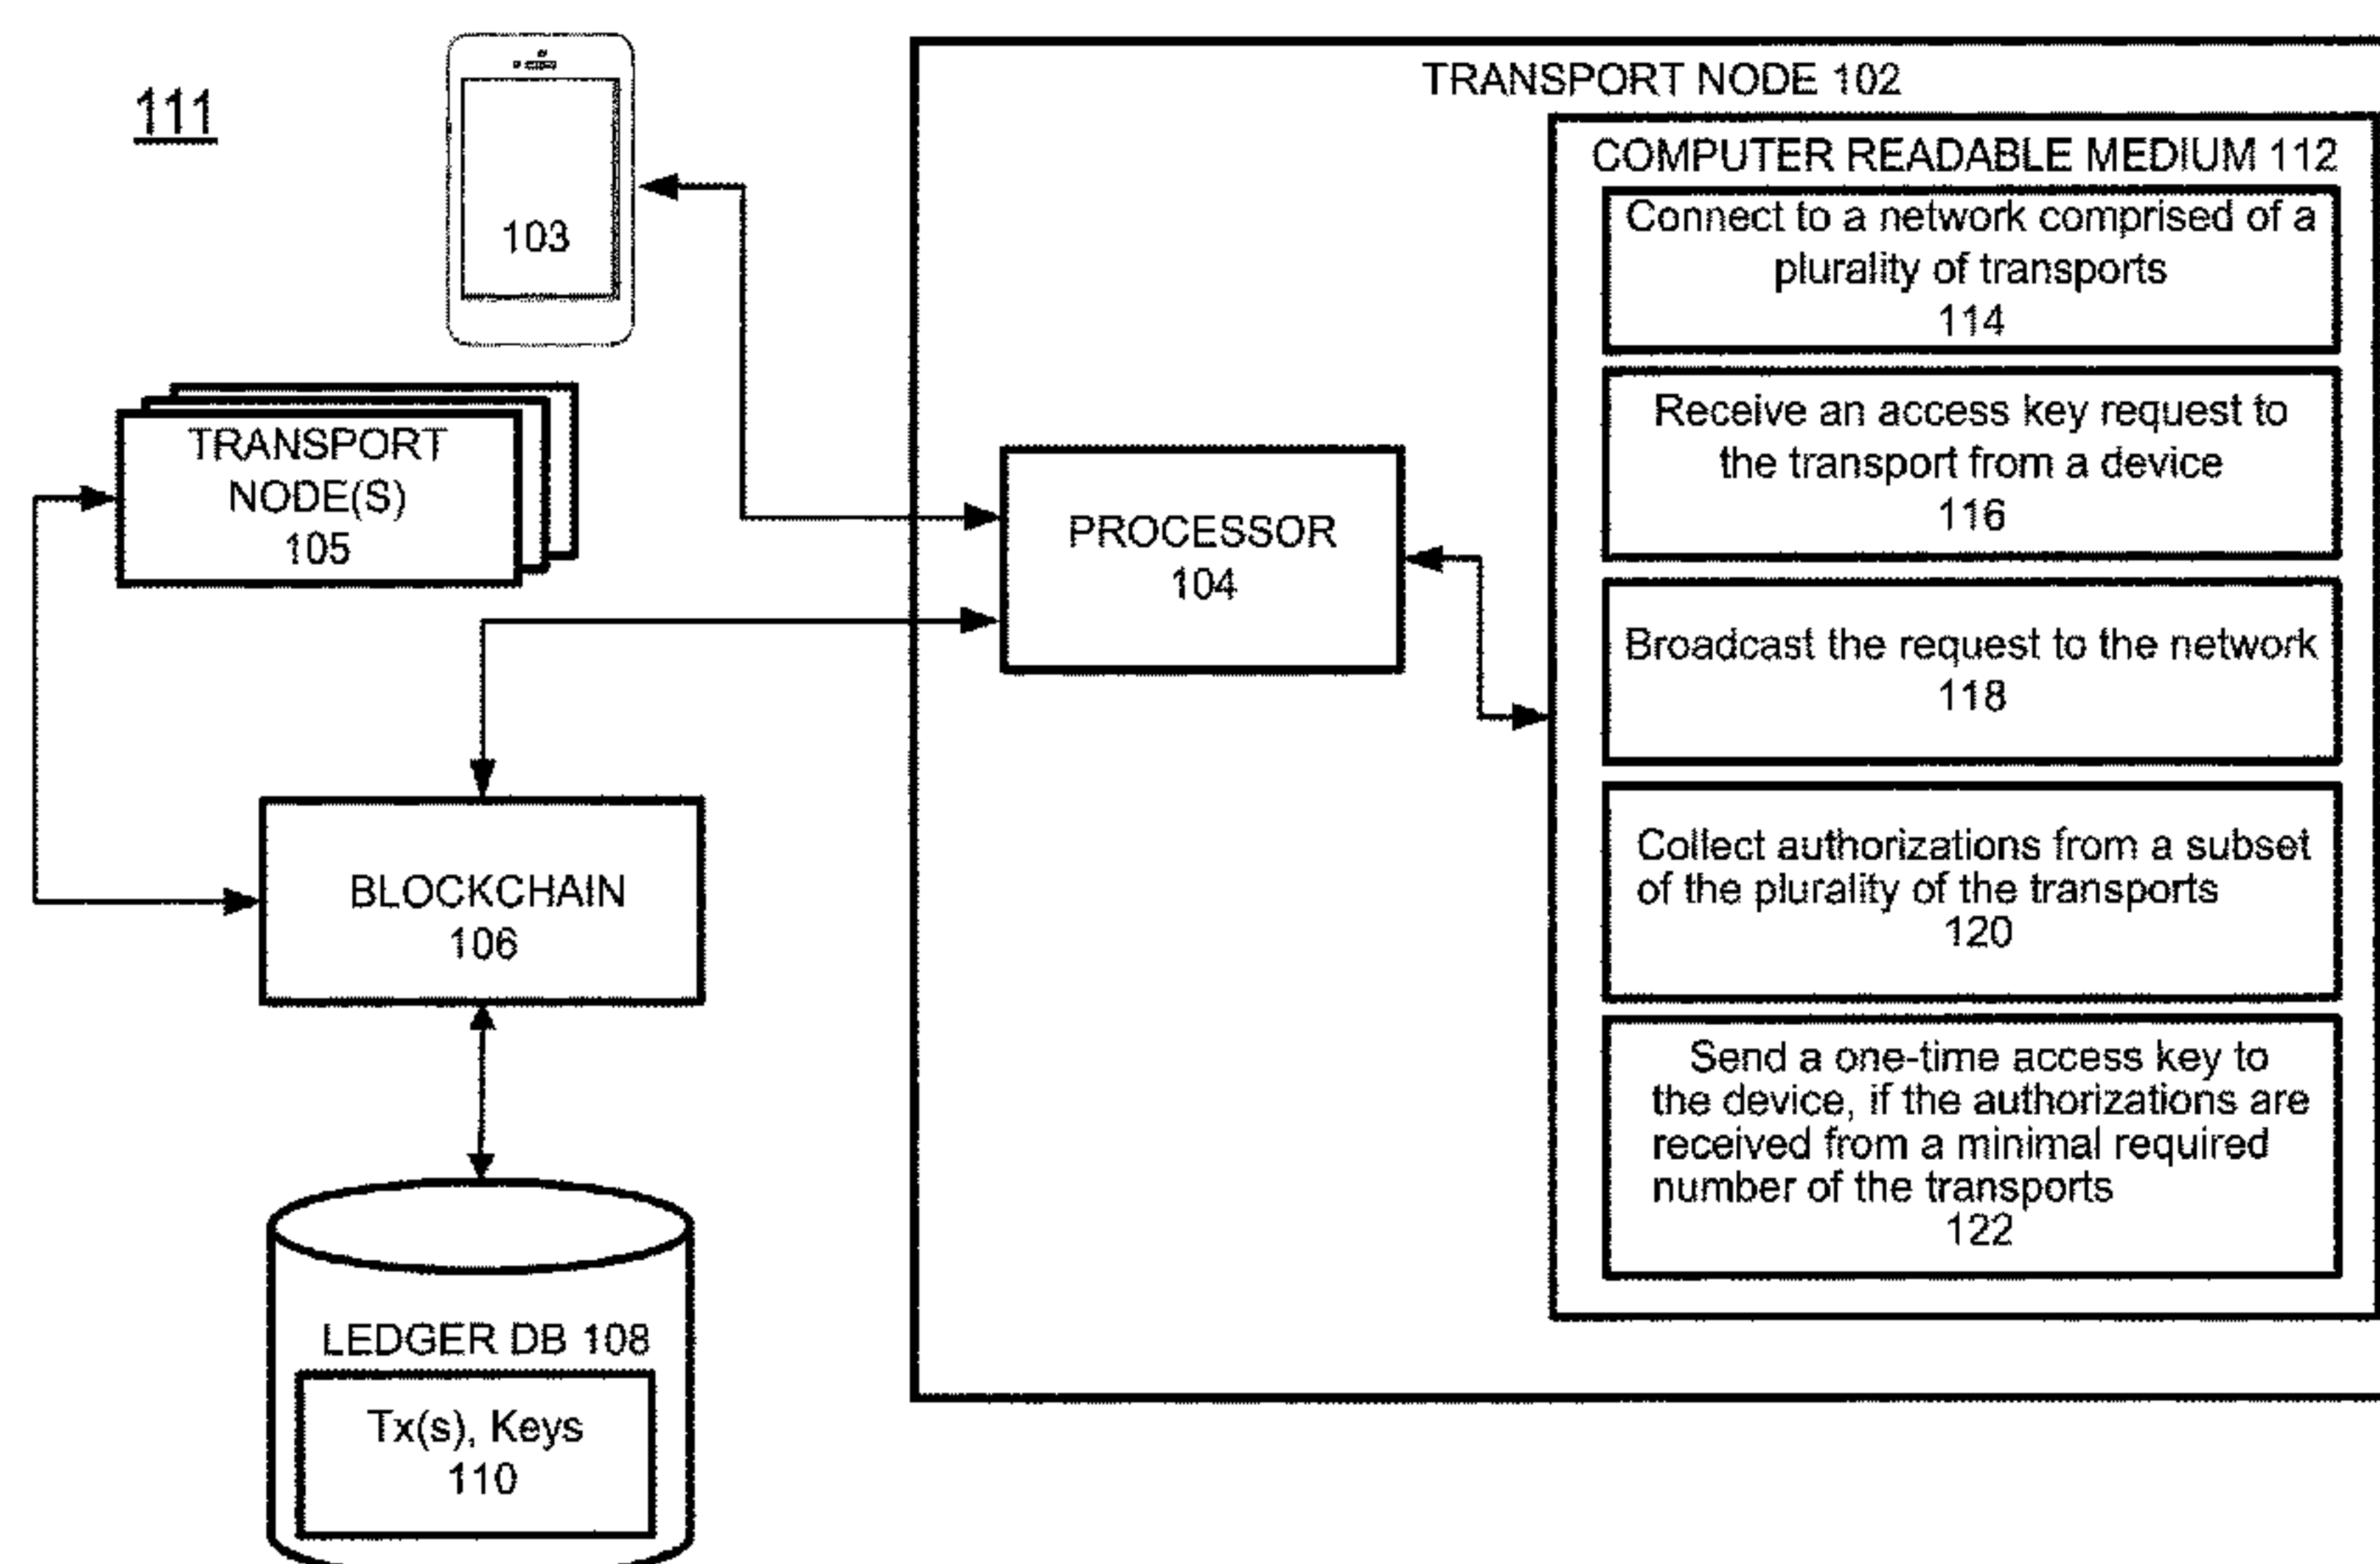 111
103
TRANSPORT
NODE(S)
105
BLOCKCHAIN
106
LEDGER DB 108
Tx(s), Keys
110
TRANSPORT NODE 102
PROCESSOR
104
COMPUTER READABLE MEDIUM 112
Connect to a network comprised of a
plurality of transports
114
Receive an access key request to
the transport from a device
116
Broadcast the request to the network
118
Collect authorizations from a subset
of the plurality of the transports
120
Send a one-time access key to
the device, if the authorizations are
received from a minimal required
number of the transports
122